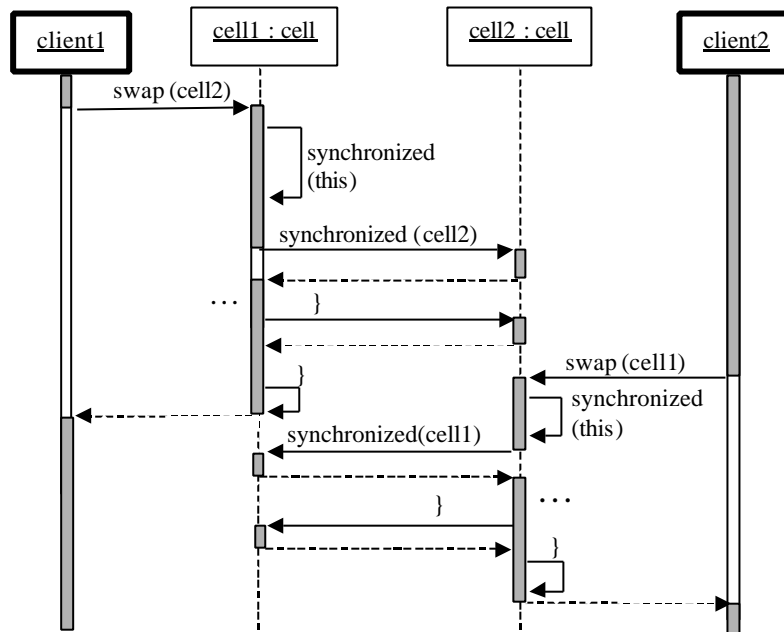 client1
cell1 : cell
cell2 : cell
client2
swap (cell2)
synchronized
(this)
synchronized (cell2)
...
}
swap (cell1)
}
synchronized
(this)
synchronized(cell1)
...
}
}